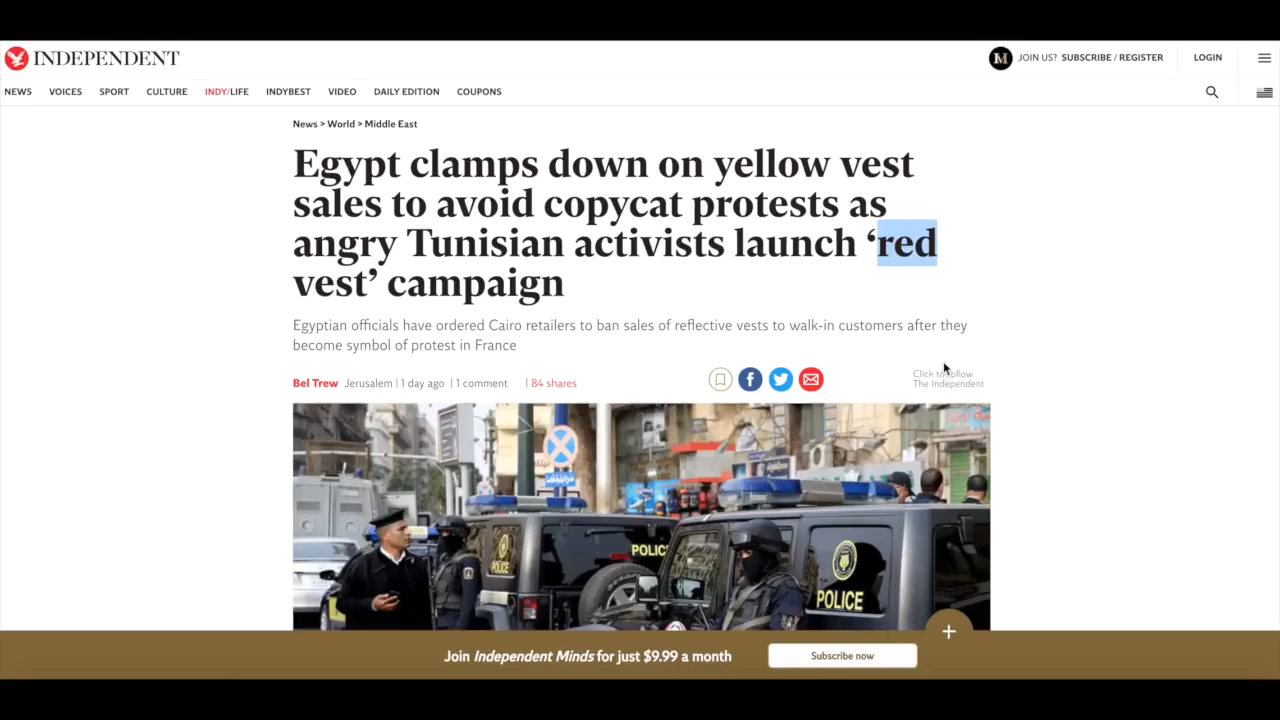 INDEPENDENT
JOIN US? SUBSCRIBE / REGISTER
LOGIN
NEWS VOICES SPORT CULTURE INDY/LIFE INDYBEST VIDEO DAILY EDITION COUPONS
News > World > Middle East
Egypt clamps down on yellow vest
sales to avoid copycat protests as
angry Tunisian activists launch ‘red
vest’ campaign
Egyptian officials have ordered Cairo retailers to ban sales of reflective vests to walk-in customers after they
become symbol of protest in France
Bel Trew Jerusalem | 1 day ago | 1 comment | 84 shares
Click to follow
The Independent
POLICE
POLICE
POLICE
Join Independent Minds for just $9.99 a month
Subscribe now